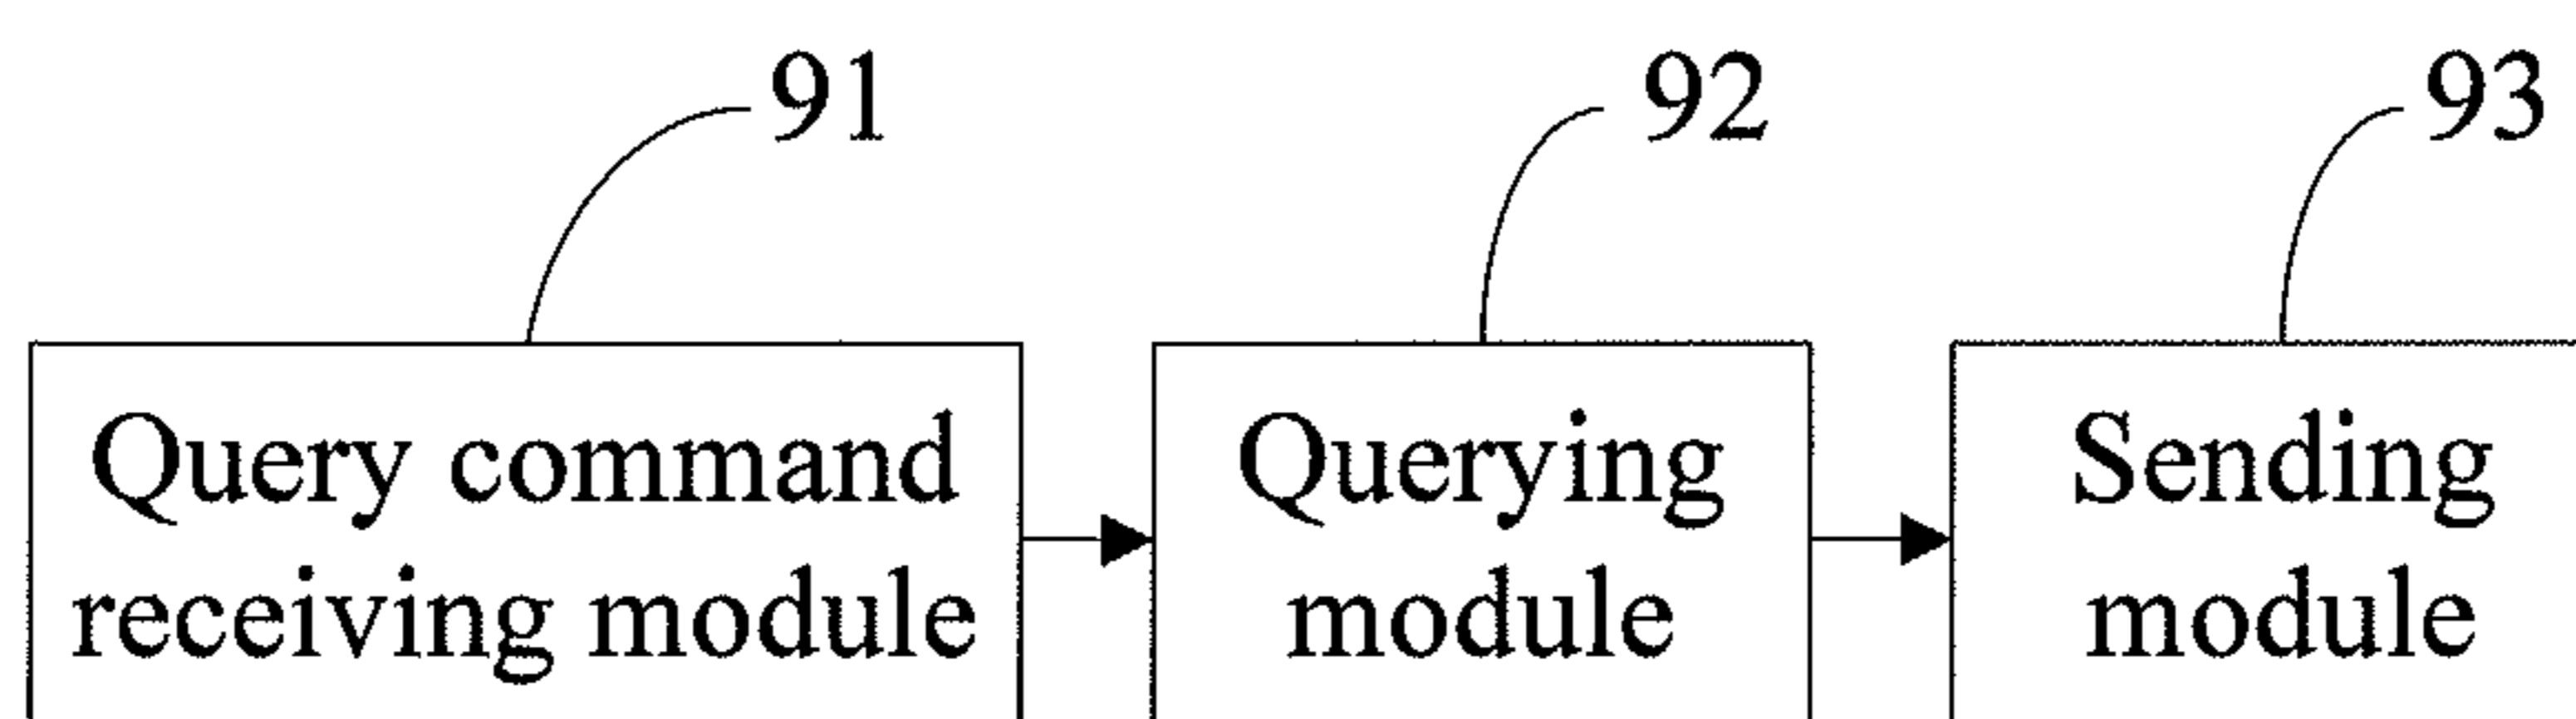 91
92
93
Query command
receiving module
Querying
module
Sending
module